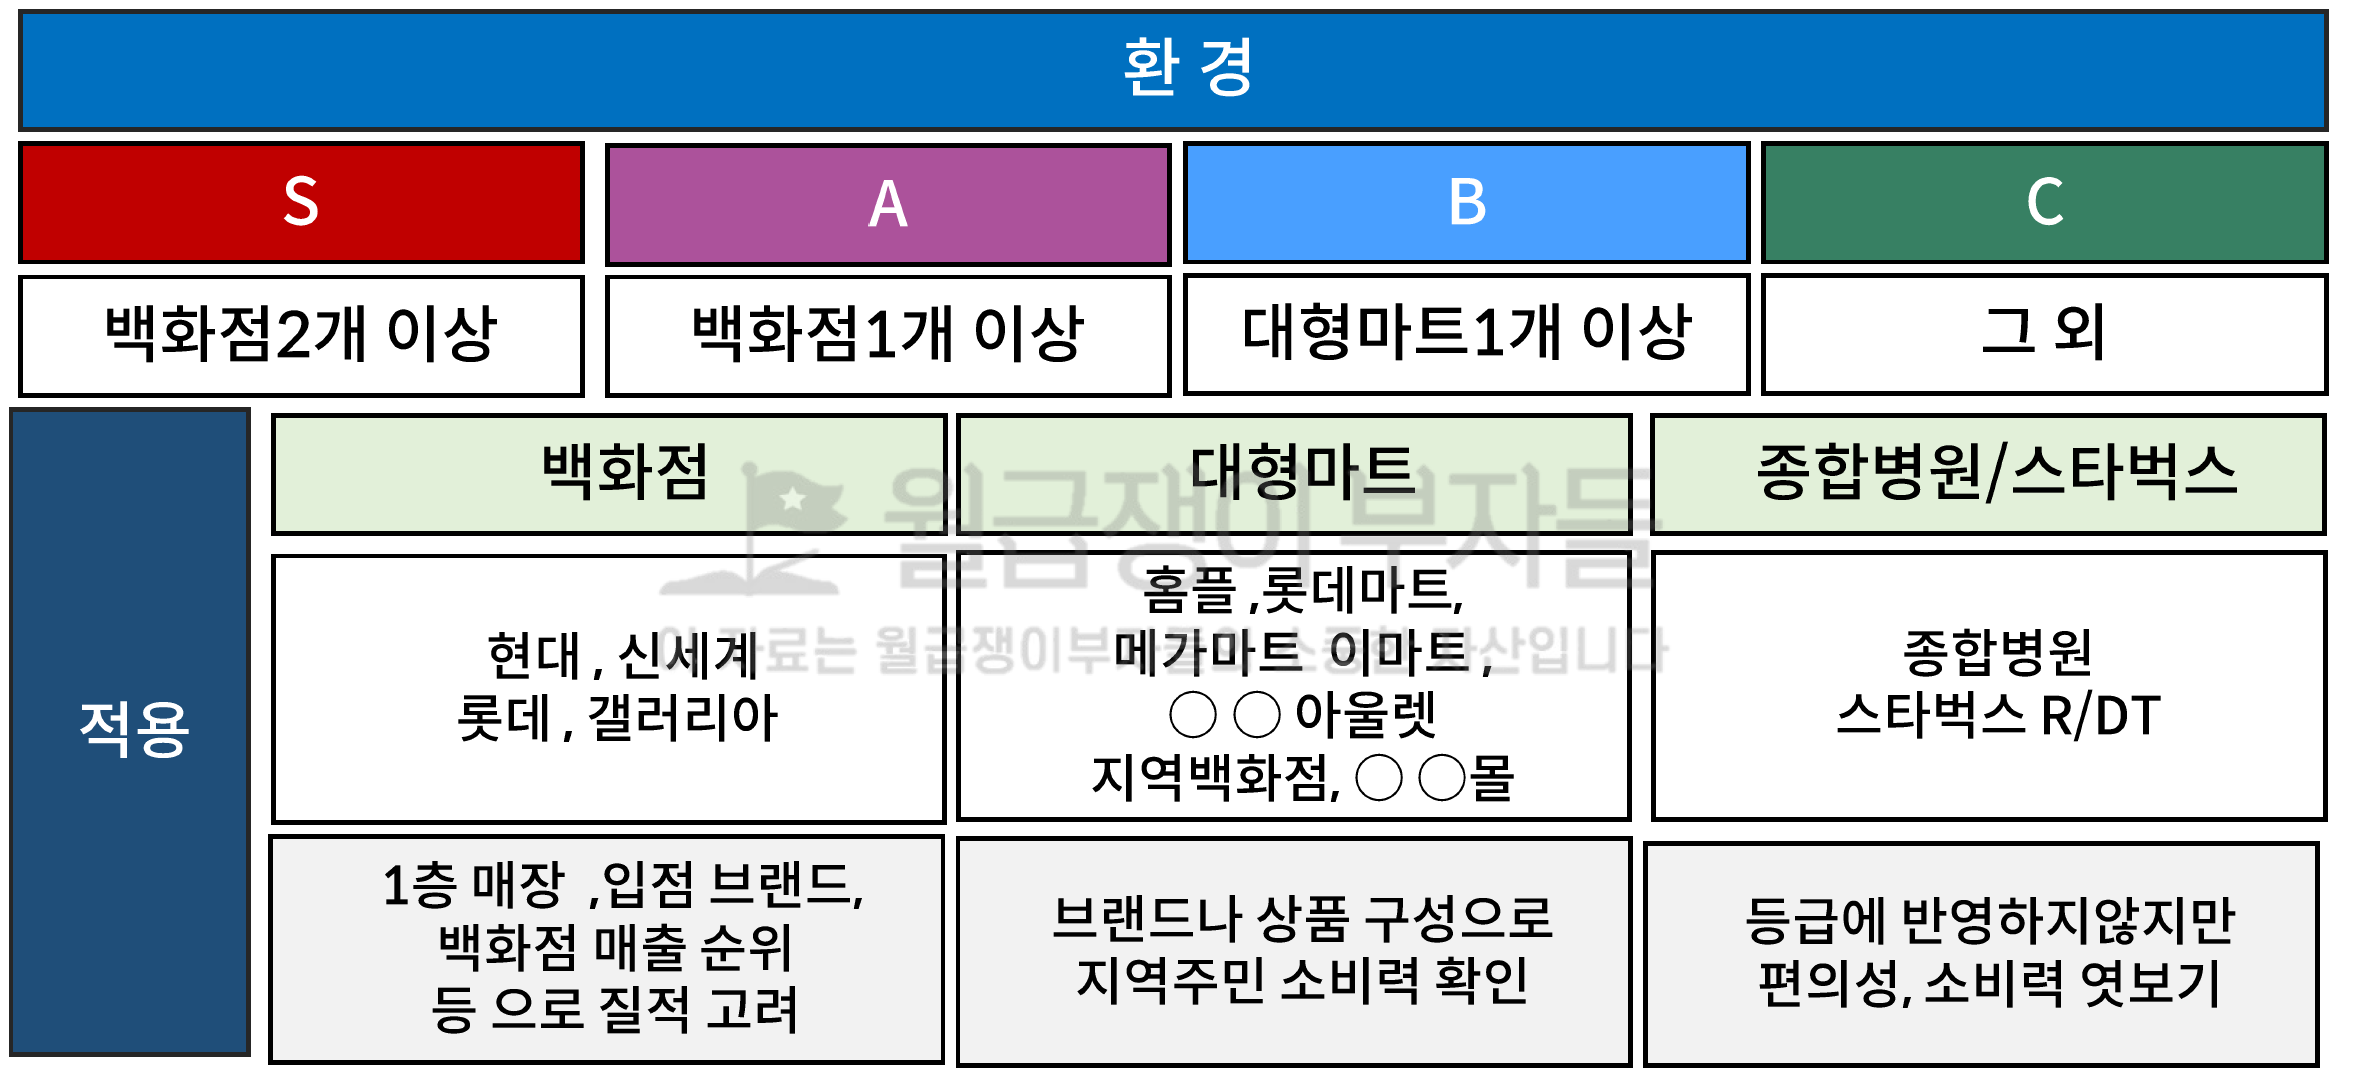 환 경
S
A
B
C
백화점2개 이상
백화점1개 이상
대형마트1개 이상
그 외
적용
백화점
대형마트
종합병원/스타벅스
월급쟁이 부자들
이 자료는 월급쟁이부자들의 소중한 자산입니다
현대 , 신세계
롯데 , 갤러리아
홈플 ,롯데마트,
메가마트 이마트 ,
○ ○ 아울렛
지역백화점, ○ ○몰
종합병원
스타벅스 R/DT
1층 매장 ,입점 브랜드,
백화점 매출 순위
등 으로 질적 고려
브랜드나 상품 구성으로
지역주민 소비력 확인
등급에 반영하지않지만
편의성, 소비력 엿보기